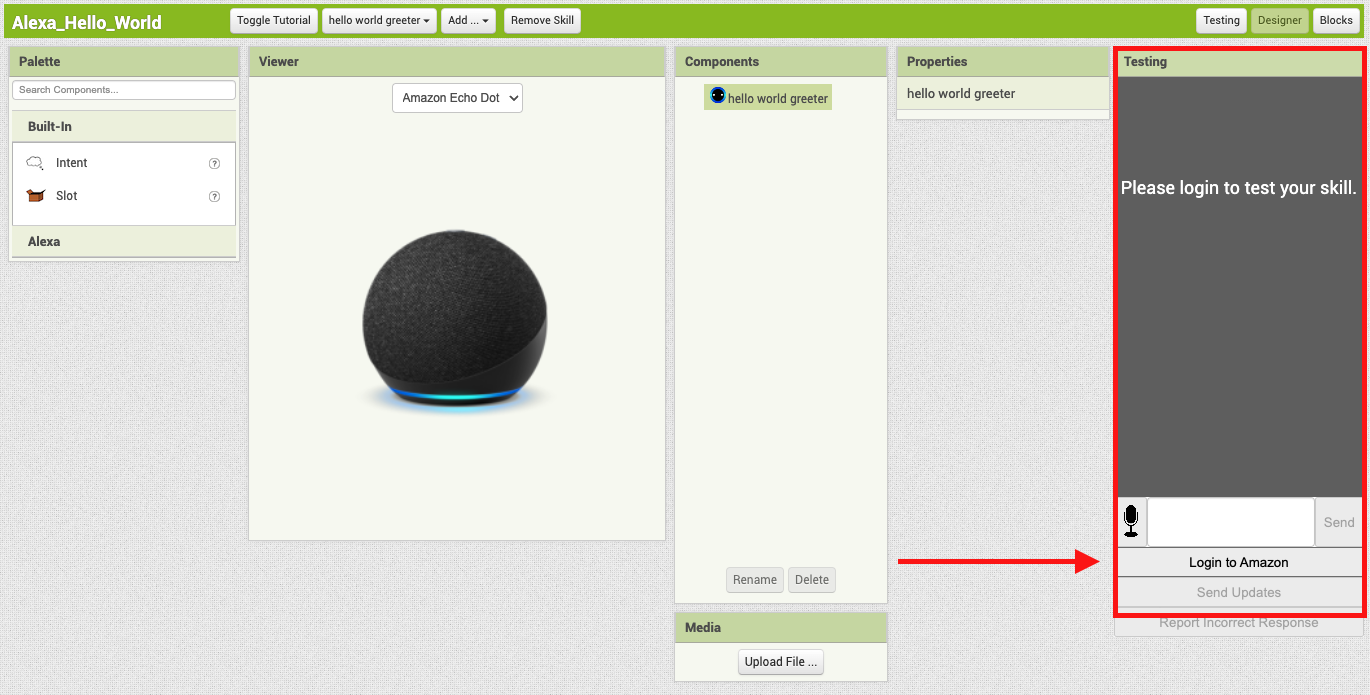 Alexa_Hello_World
Toggle Tutorial
hello world greeter
Add ...
Remove Skill
Testing
Designer
Blocks
Palette
Search Components...
Built-In
Intent
?
Slot
?
Alexa
Viewer
Amazon Echo Dot
Components
hello world greeter
Rename
Delete
Media
Upload File ...
Properties
hello world greeter
Testing
Please login to test your skill.
Send
Login to Amazon
Send Updates
Report Incorrect Response